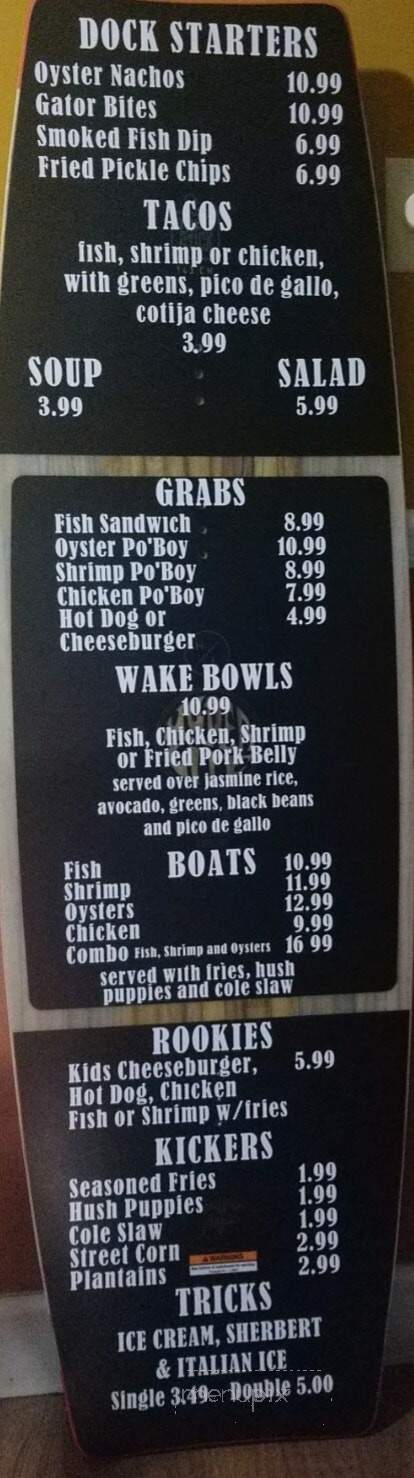 DOCK STARTERS
Oyster Nachos 10.99
Gator Bites 10.99
Smoked Fish Dip 6.99
Fried Pickle Chips 6.99
TACOS
fish, shrimp or chicken,
with greens, pico de gallo,
cotija cheese
3.99
SOUP SALAD
3.99 5.99
GRABS
Fish Sandwich 8.99
Oyster Po'Boy 10.99
Shrimp Po'Boy 8.99
Chicken Po'Boy 7.99
Hot Dog or 4.99
Cheeseburger
WAKE BOWLS
10.99
Fish, Chicken, Shrimp
or Fried Pork Belly
served over jasmine rice,
avocado, greens, black beans
and pico de gallo
BOATS
Fish 10.99
Shrimp 11.99
Oysters 12.99
Chicken 9.99
Combo Fish, Shrimp and Oysters 16 99
served with fries, hush
puppies and cole slaw
ROOKIES
Kids Cheeseburger, 5.99
Hot Dog, Chicken
Fish or Shrimp w/fries
KICKERS
Seasoned Fries 1.99
Hush Puppies 1.99
Cole Slaw 1.99
Street Corn 2.99
Plantains 2.99
WARNING
TRICKS
ICE CREAM, SHERBERT
& ITALIAN ICE
Single 3.49 Double 5.00
menupix